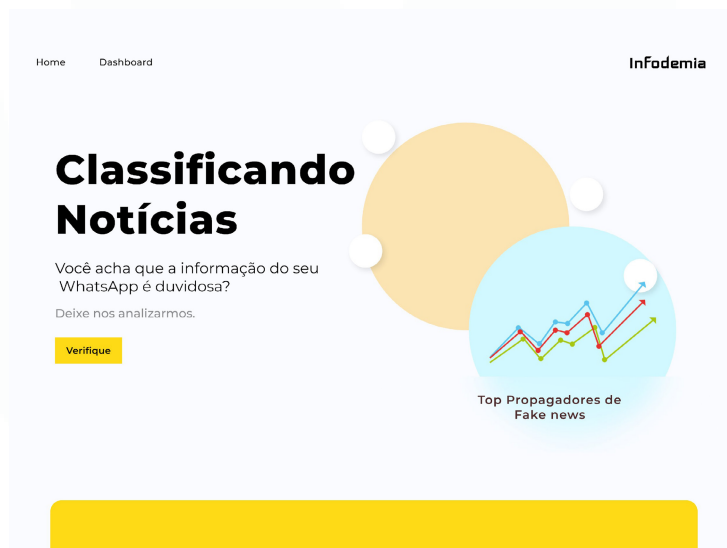 Home
Dashboard
Infodemia
Classificando
Notícias
Você acha que a informação do seu
WhatsApp é duvidosa?
Deixe nos analizarmos.
Verifique
Top Propagadores de
Fake news